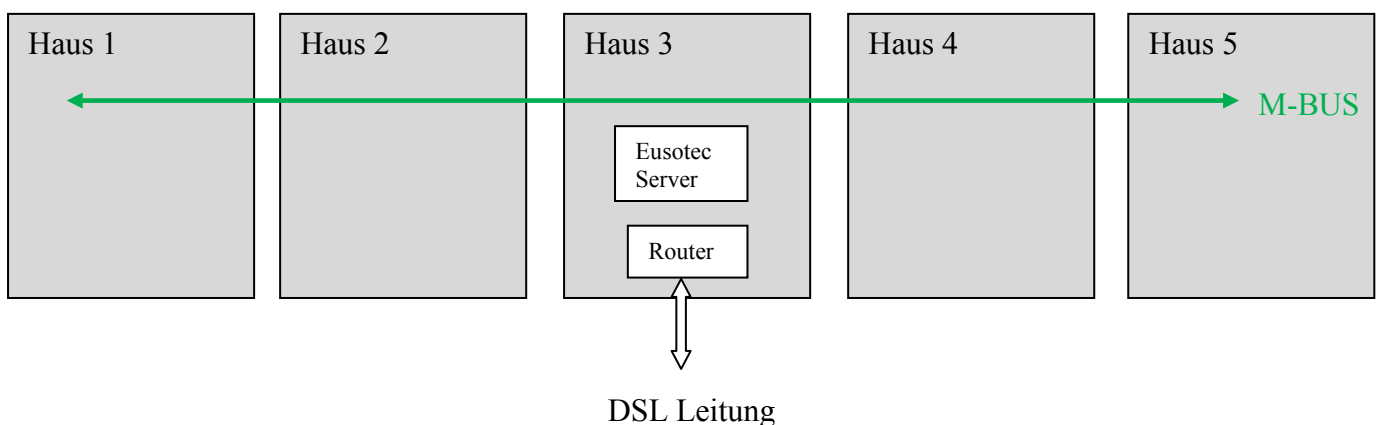 Haus 1
Haus 2
Haus 3
Haus 4
Haus 5
M-BUS
Eusotec
Server
Router
DSL Leitung